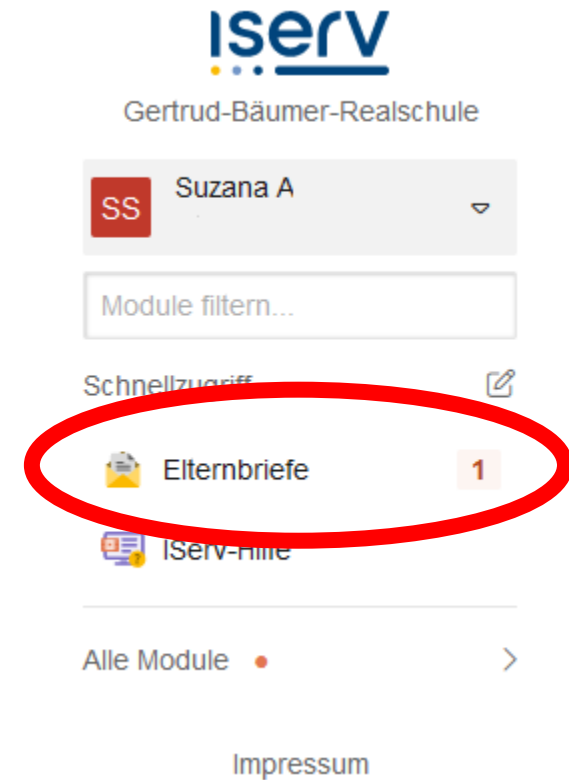 IServ
Gertrud-Bäumer-Realschule
SS Suzana A
Module filtern...
Schnellzugriff
Elternbriefe 1
IServ-Hilfe
Alle Module
Impressum